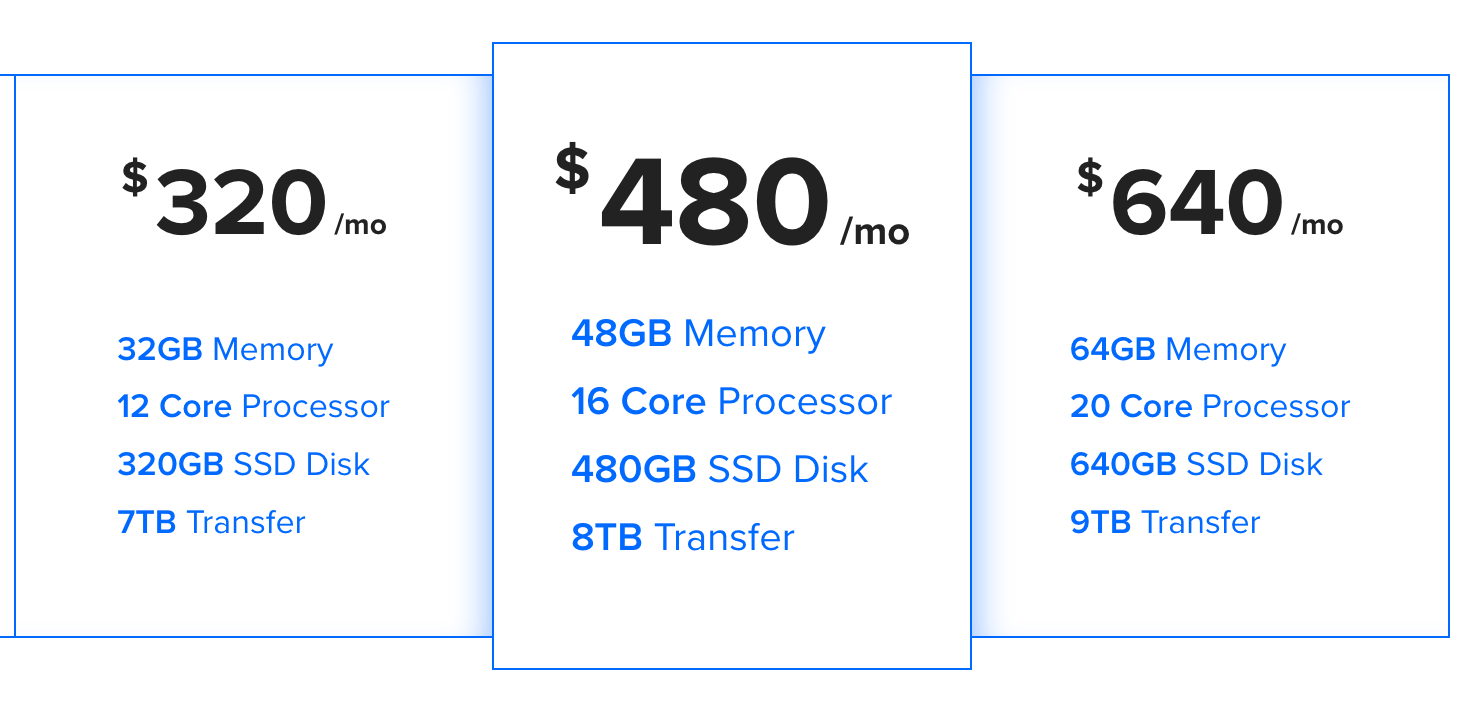 $320/mo
32GB Memory
12 Core Processor
320GB SSD Disk
7TB Transfer
$480/mo
48GB Memory
16 Core Processor
480GB SSD Disk
8TB Transfer
$640/mo
64GB Memory
20 Core Processor
640GB SSD Disk
9TB Transfer